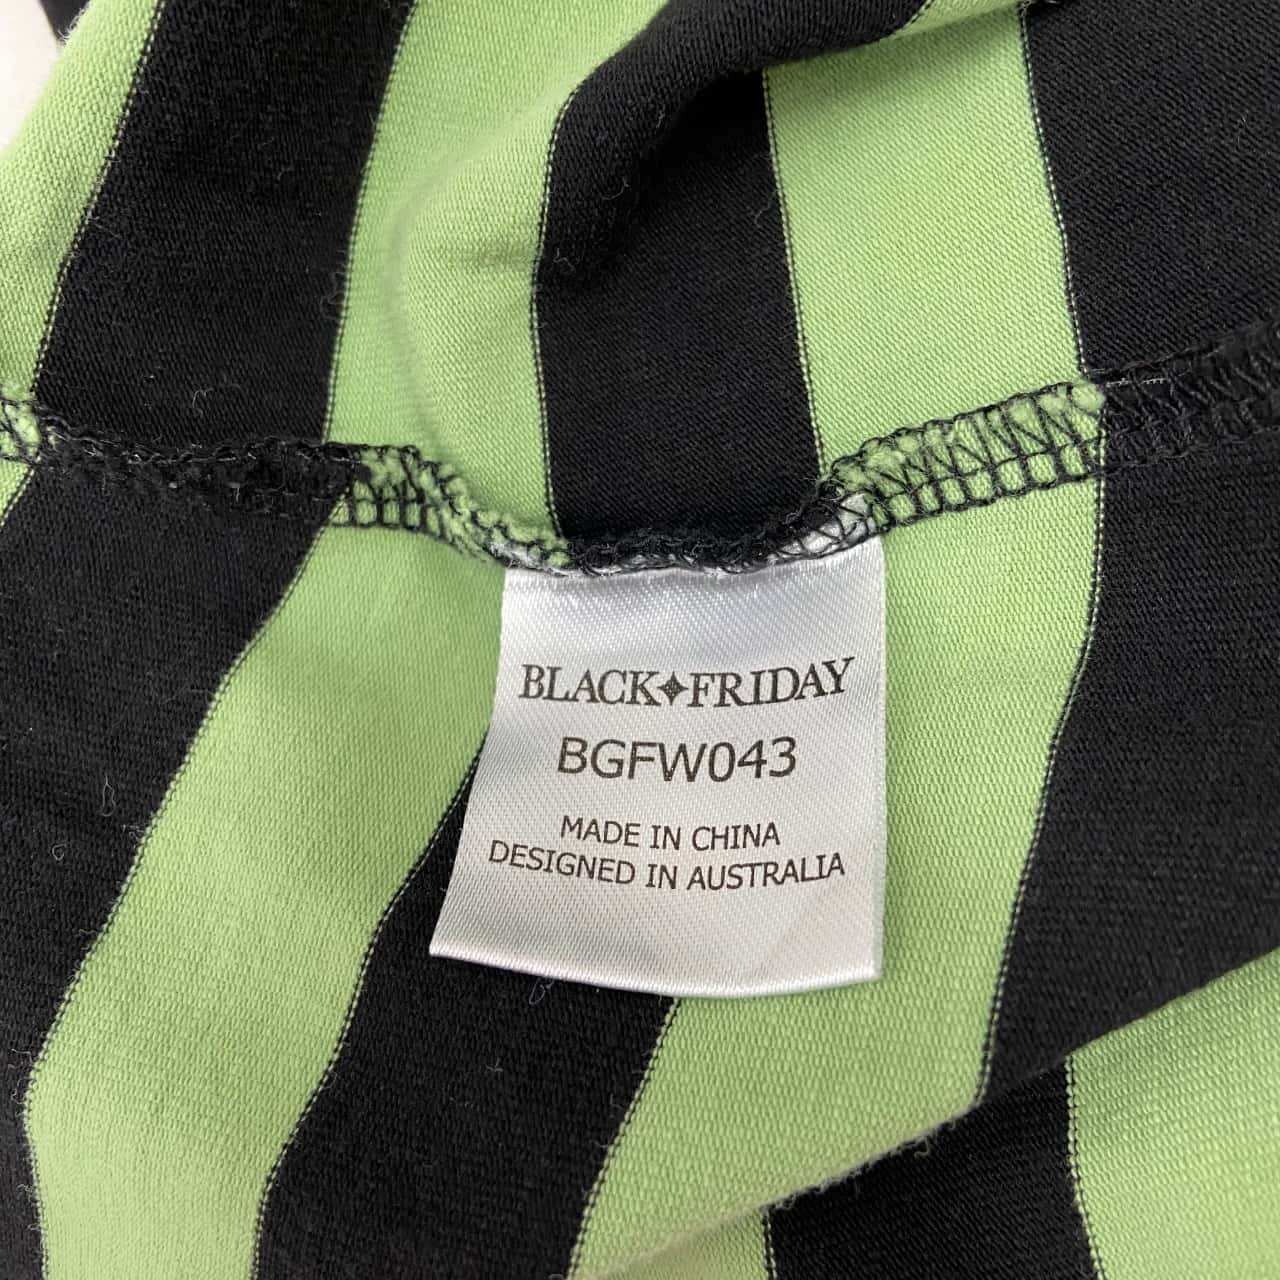 BLACK✦FRIDAY
BGFW043
MADE IN CHINA
DESIGNED IN AUSTRALIA